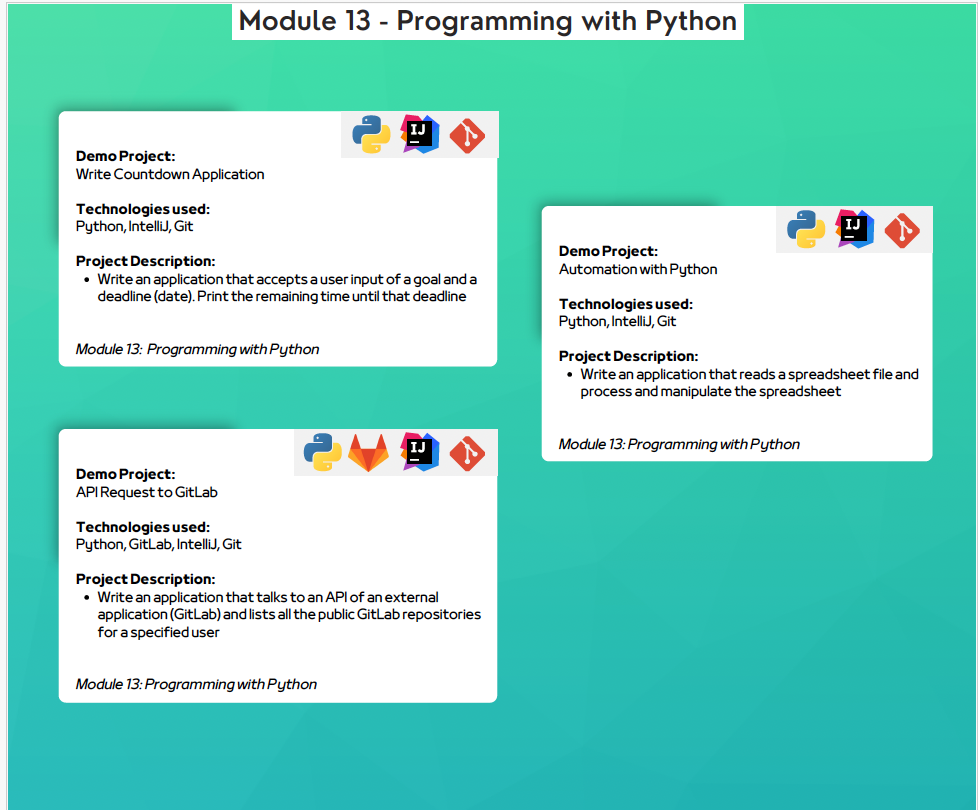 Module 13 - Programming with Python
IJ
Demo Project:
Write Countdown Application
Technologies used:
Python, IntelliJ, Git
Project Description:
• Write an application that accepts a user input of a goal and a
deadline (date). Print the remaining time until that deadline
Module 13: Programming with Python
IJ
Demo Project:
Automation with Python
Technologies used:
Python, IntelliJ, Git
Project Description:
• Write an application that reads a spreadsheet file and
process and manipulate the spreadsheet
Module 13: Programming with Python
IJ
Demo Project:
API Request to GitLab
Technologies used:
Python, GitLab, IntelliJ, Git
Project Description:
• Write an application that talks to an API of an external
application (GitLab) and lists all the public GitLab repositories
for a specified user
Module 13: Programming with Python